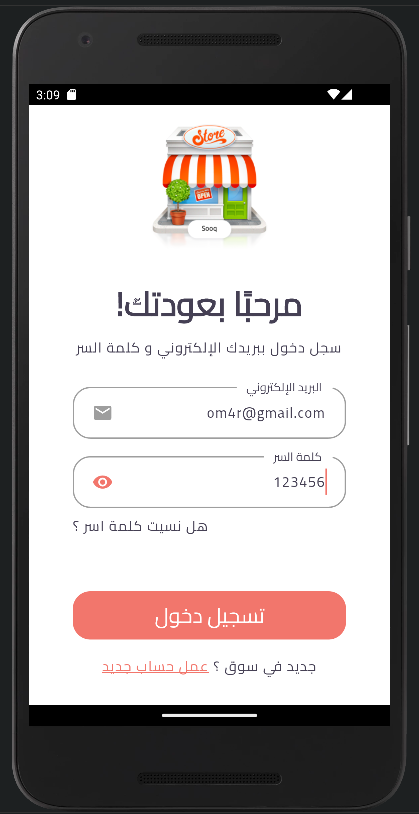 3:09
Store
OPEN
Sooq
مرحبًا بعودتك!
سجل دخول ببريدك الإلكتروني و كلمة السر
البريد الإلكتروني
om4r@gmail.com
كلمة السر
123456
هل نسيت كلمة اسر ؟
تسجيل دخول
جديد في سوق ؟ عمل حساب جديد